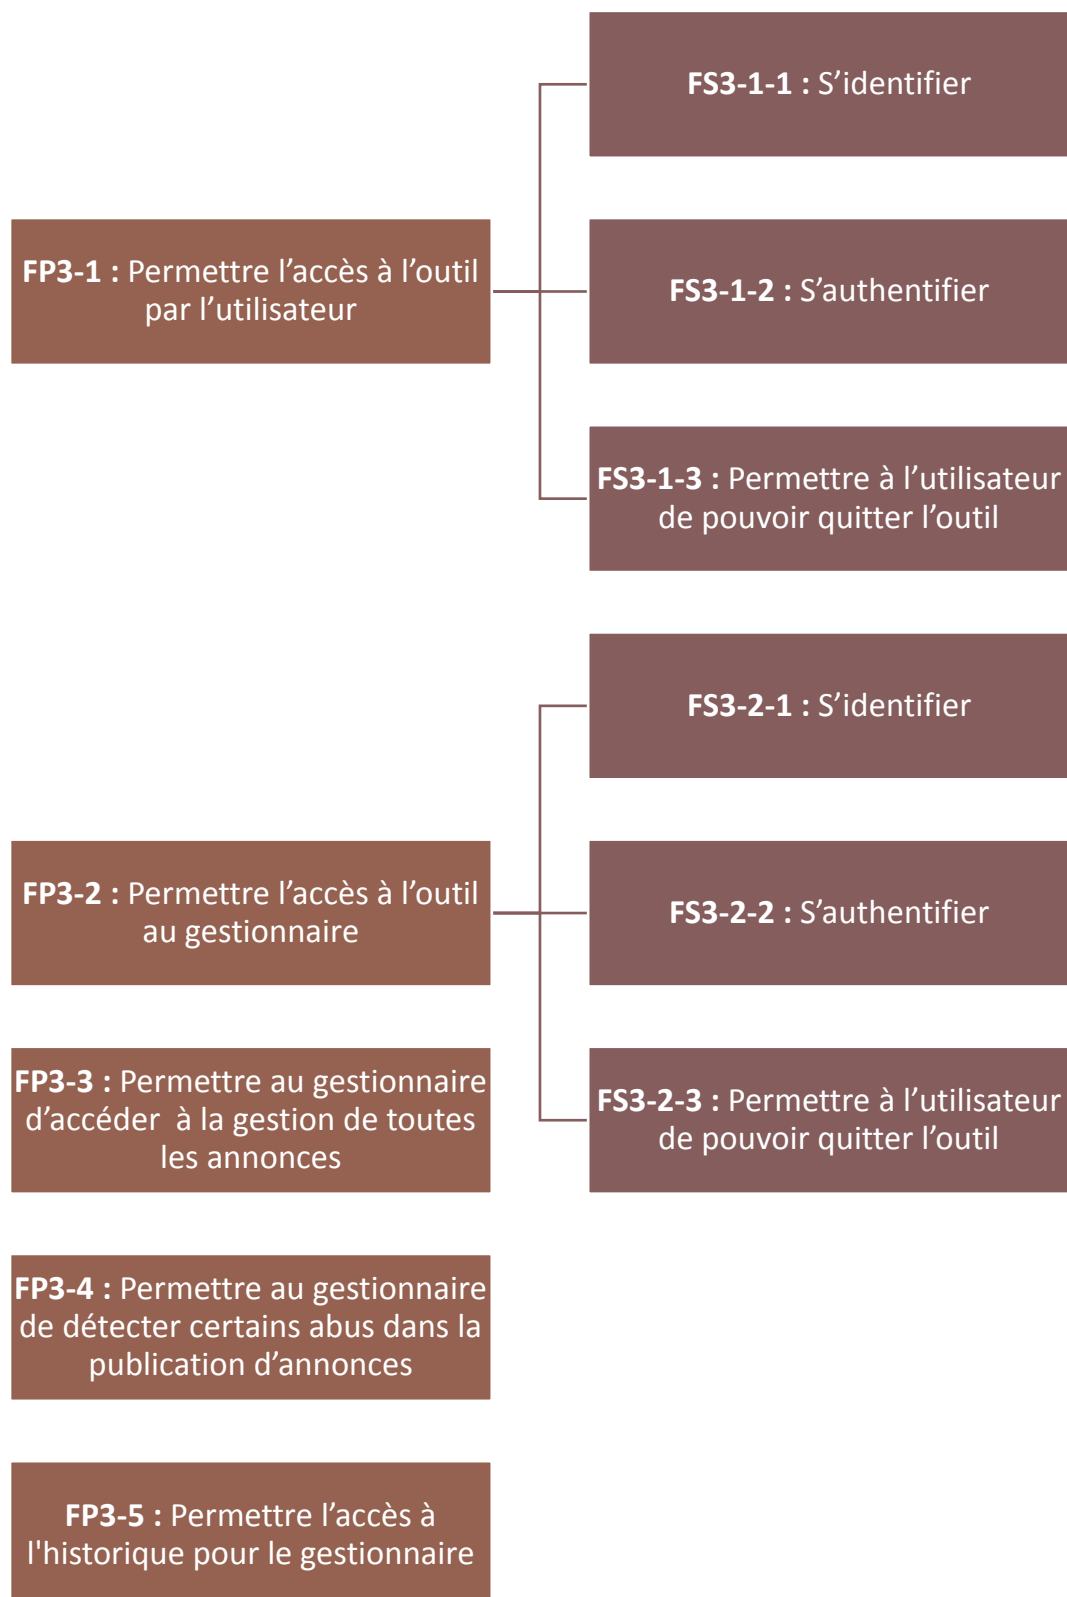 FS3-1-1 : S’identifier
FP3-1 : Permettre l’accès à l’outil
par l’utilisateur
FS3-1-2 : S’authentifier
FS3-1-3 : Permettre à l’utilisateur
de pouvoir quitter l’outil
FS3-2-1 : S’identifier
FP3-2 : Permettre l’accès à l’outil
au gestionnaire
FS3-2-2 : S’authentifier
FP3-3 : Permettre au gestionnaire
d’accéder  à la gestion de toutes
les annonces
FS3-2-3 : Permettre à l’utilisateur
de pouvoir quitter l’outil
FP3-4 : Permettre au gestionnaire
de détecter certains abus dans la
publication d’annonces
FP3-5 : Permettre l’accès à
l'historique pour le gestionnaire